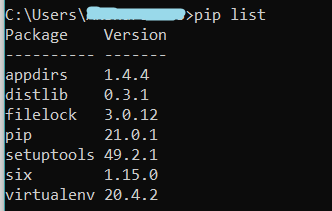 C:\Users\>pip list
Package    Version
---------- -------
appdirs    1.4.4
distlib    0.3.1
filelock   3.0.12
pip        21.0.1
setuptools 49.2.1
six        1.15.0
virtualenv 20.4.2